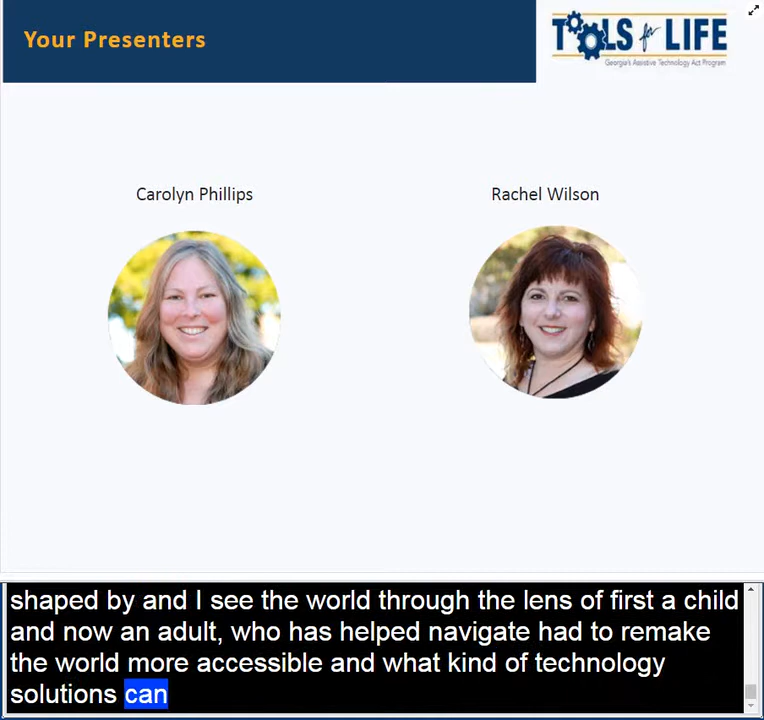 Your Presenters
TOOLS for LIFE
Georgia's Assistive Technology Act Program
Carolyn Phillips
Rachel Wilson
shaped by and I see the world through the lens of first a child
and now an adult, who has helped navigate had to remake
the world more accessible and what kind of technology
solutions can